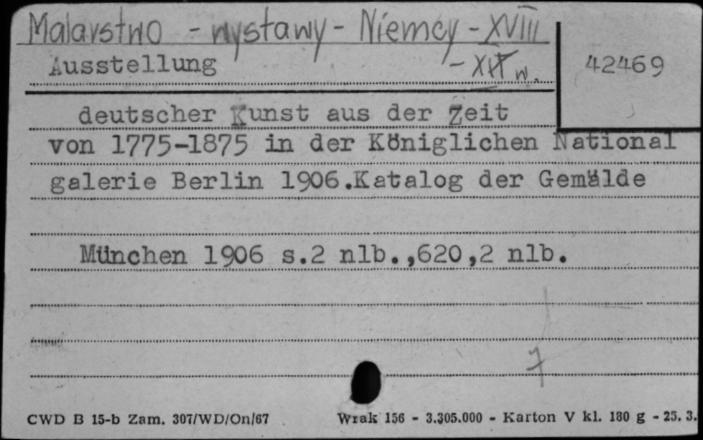 Malarstwo - wystawy - Niemcy - XVIII
Ausstellung - XIX w. 42469
deutscher Kunst aus der Zeit
von 1775-1875 in der Königlichen National
galerie Berlin 1906.Katalog der Gemälde
München 1906 s.2 nlb.,620,2 nlb.
7
CWD B 15-b Zam. 307/WD/On/67 Wrak 156 - 3.305.000 - Karton V kl. 180 g - 25. 3.